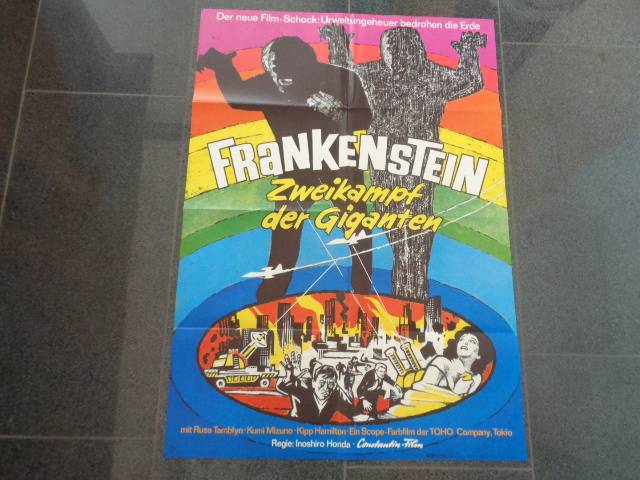 Der neue Film-Schock: Urweltungeheuer bedrohen die Erde
FRANKENSTEIN
Zweikampf
der Giganten
mit Russ Tamblyn · Kumi Mizuno · Kipp Hamilton · Ein Scope-Farbfilm der TOHO Company, Tokio
Regie: Inoshiro Honda · Constantin-Film